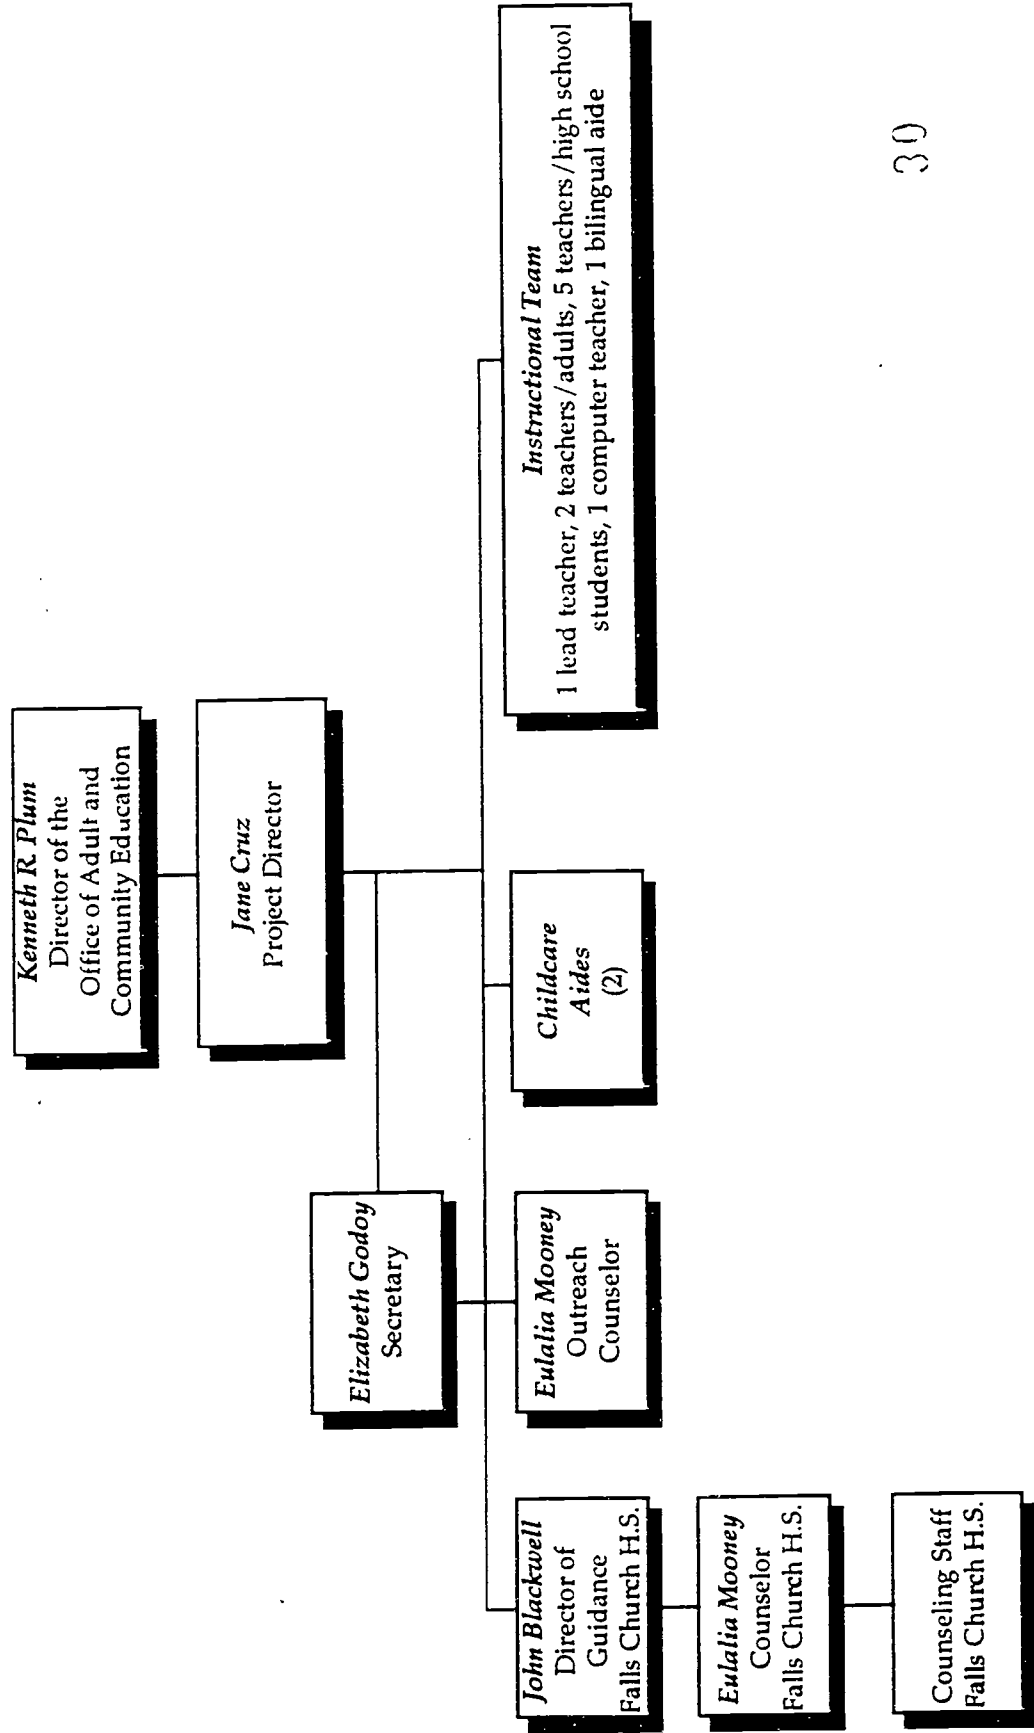 Kenneth R. Plum
Director of the
Office of Adult and
Community Education
Jane Cruz
Project Director
Elizabeth Godoy
Secretary
John Blackwell
Director of
Guidance
Falls Church H.S.
Eulalia Mooney
Outreach
Counselor
Childcare
Aides
(2)
Instructional Team
1 lead teacher, 2 teachers/adults, 5 teachers/high school
students, 1 computer teacher, 1 bilingual aide
Eulalia Mooney
Counselor
Falls Church H.S.
Counseling Staff
Falls Church H.S.
30